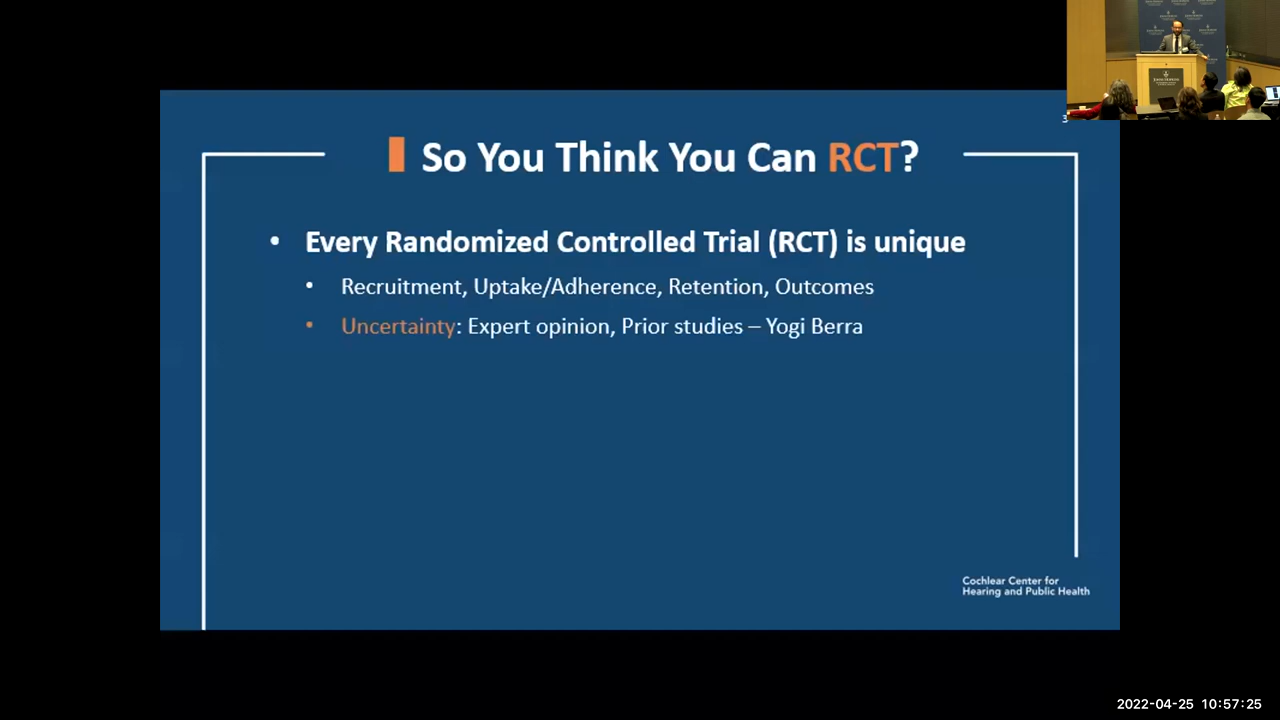 3
So You Think You Can RCT?
• Every Randomized Controlled Trial (RCT) is unique
• Recruitment, Uptake/Adherence, Retention, Outcomes
• Uncertainty: Expert opinion, Prior studies – Yogi Berra
Cochlear Center for
Hearing and Public Health
2022-04-25 10:57:25